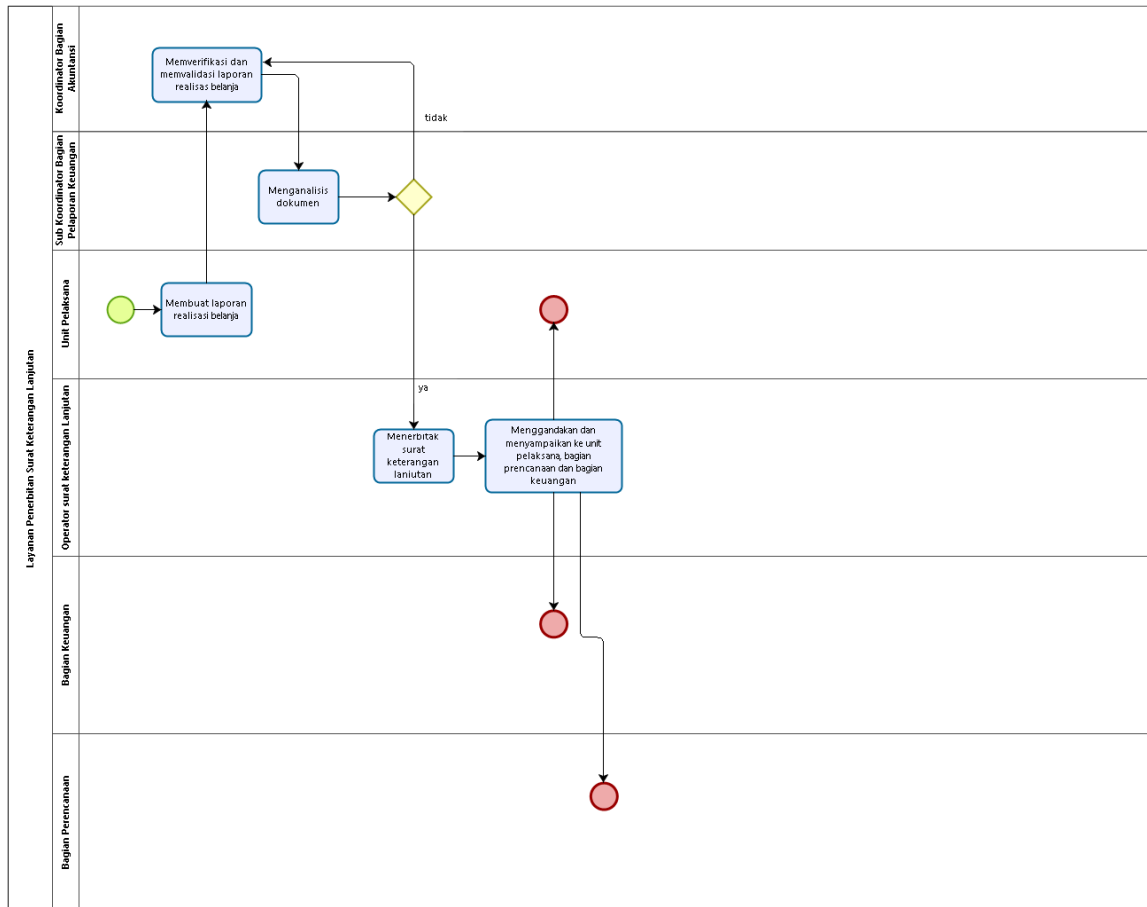 Layanan Penerbitan Surat Keterangan Lanjutan
Koordinator Bagian
Akuntansi
Memverifikasi dan
memvalidasi laporan
realisas belanja
tidak
Sub Koordinator Bagian
Pelaporan Keuangan
Menganalisis
dokumen
Unit Pelaksana
Membuat laporan
realisasi belanja
Operator surat keterangan Lanjutan
ya
Menerbitak
surat
keterangan
laniutan
Menggandakan dan
menyampaikan ke unit
pelaksana, bagian
prencanaan dan bagian
keuangan
Bagian Keuangan
Bagian Perencanaan